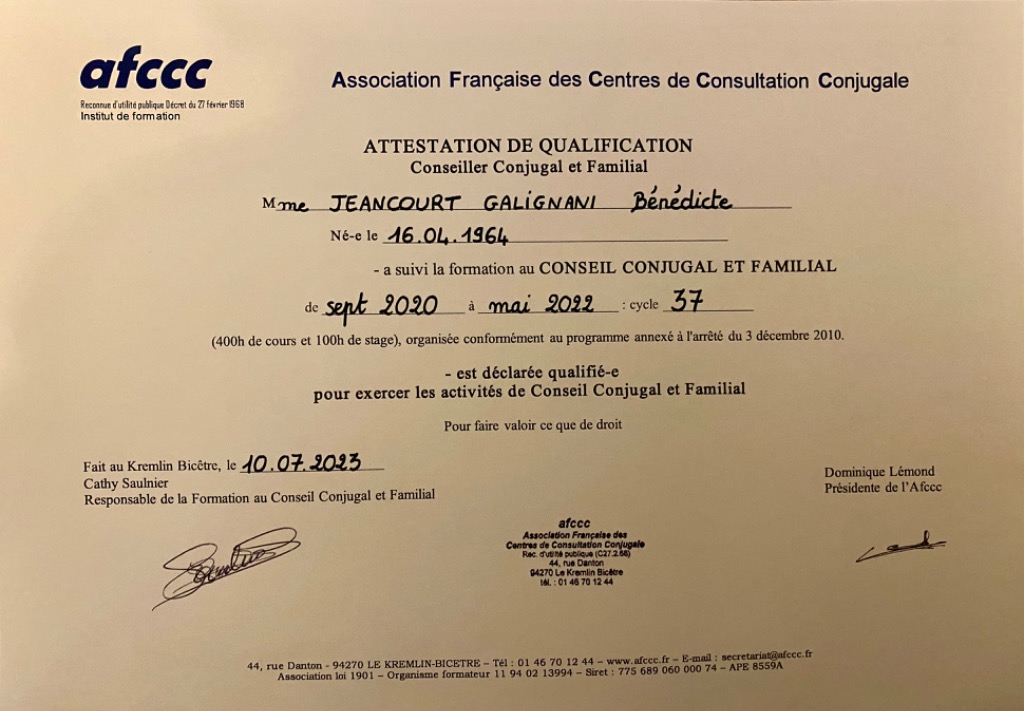 afccc
Reconnue d'utilité publique Décret du 27 février 1968
Institut de formation
Association Française des Centres de Consultation Conjugale
ATTESTATION DE QUALIFICATION
Conseiller Conjugal et Familial
Mme JEANCOURT GALIGNANI Bénédicte
Né-e le 16.04.1964
- a suivi la formation au CONSEIL CONJUGAL ET FAMILIAL
de sept 2020 à mai 2022 : cycle 37
(400h de cours et 100h de stage), organisée conformément au programme annexé à l'arrêté du 3 décembre 2010.
- est déclarée qualifié-e
pour exercer les activités de Conseil Conjugal et Familial
Pour faire valoir ce que de droit
Fait au Kremlin Bicêtre, le 10.07.2023
Cathy Saulnier
Responsable de la Formation au Conseil Conjugal et Familial
Dominique Lémond
Présidente de l'Afccc
afccc
Association Française des
Centres de Consultation Conjugale
Rec. d'utilité publique (C27.2.68)
44, rue Danton
94270 Le Kremlin Bicêtre
tél. : 01 46 70 12 44
44, rue Danton - 94270 LE KREMLIN-BICETRE – Tél : 01 46 70 12 44 – www.afccc.fr – E-mail : secretariat@afccc.fr
Association loi 1901 – Organisme formateur 11 94 02 13994 – Siret : 775 689 060 000 74 – APE 8559A